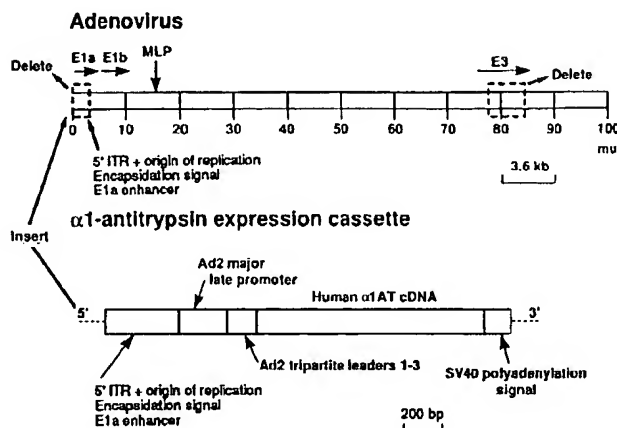 Adenovirus
E1a E1b
MLP
E3
Delete
Delete
0 10 20 30 40 50 60 70 80 90 100
mu
5' ITR + origin of replication
Encapsidation signal
E1a enhancer
3.6 kb
Insert
α1-antitrypsin expression cassette
Ad2 major
late promoter
Human α1AT cDNA
5'
3'
Ad2 tripartite leaders 1-3
SV40 polyadenylation
signal
5' ITR + origin of replication
Encapsidation signal
E1a enhancer
200 bp